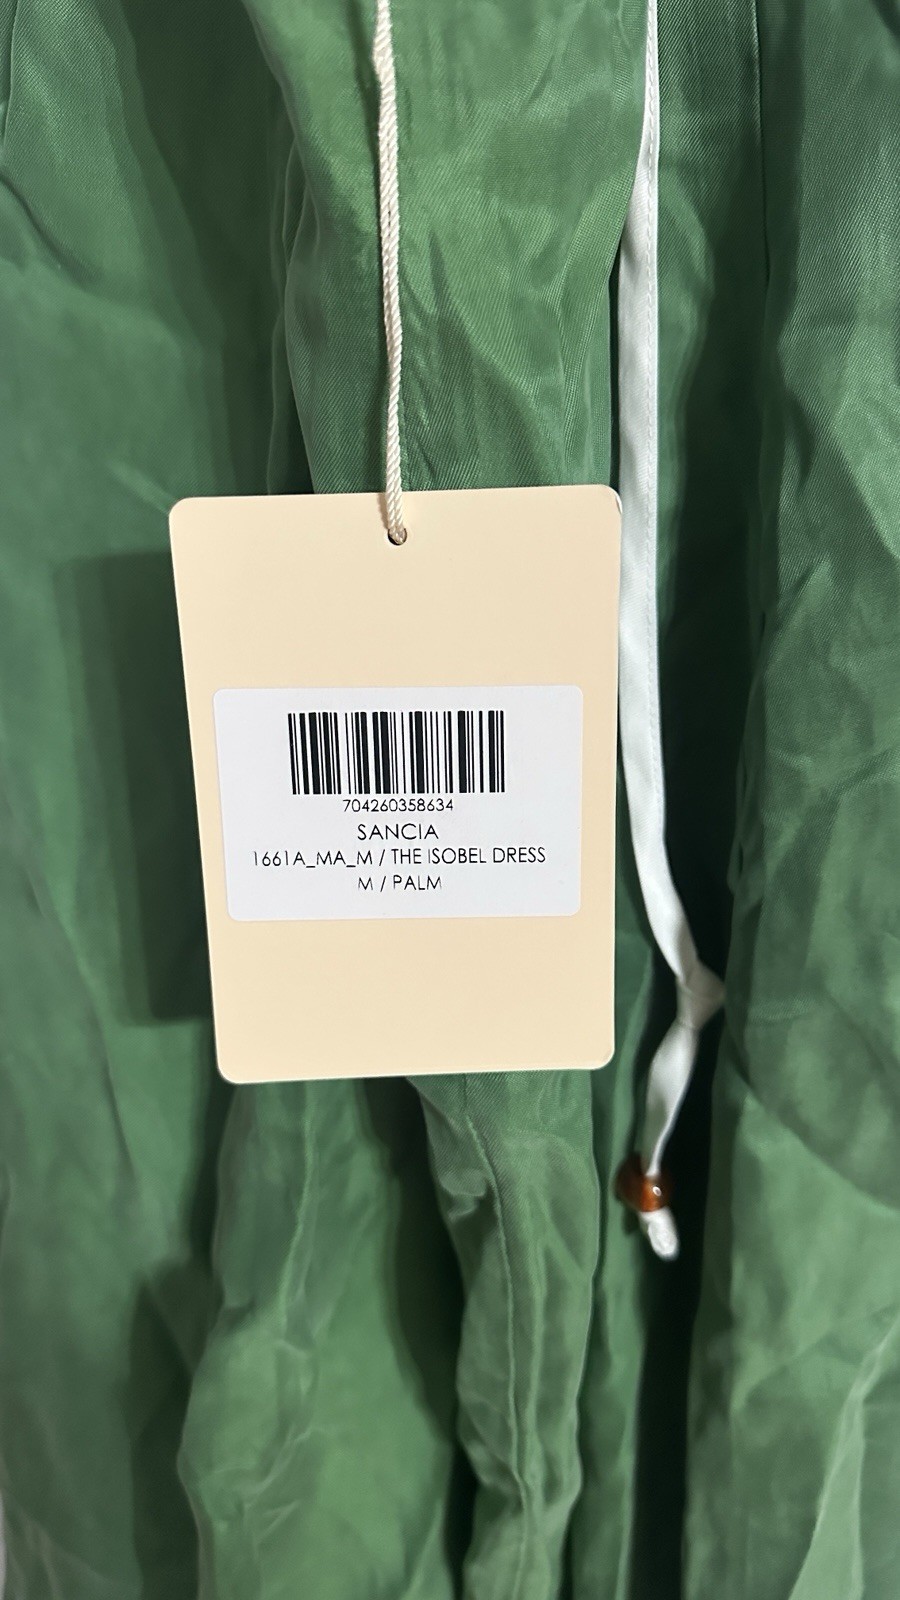 704260358634
SANCIA
1661A_MA_M / THE ISOBEL DRESS
M / PALM